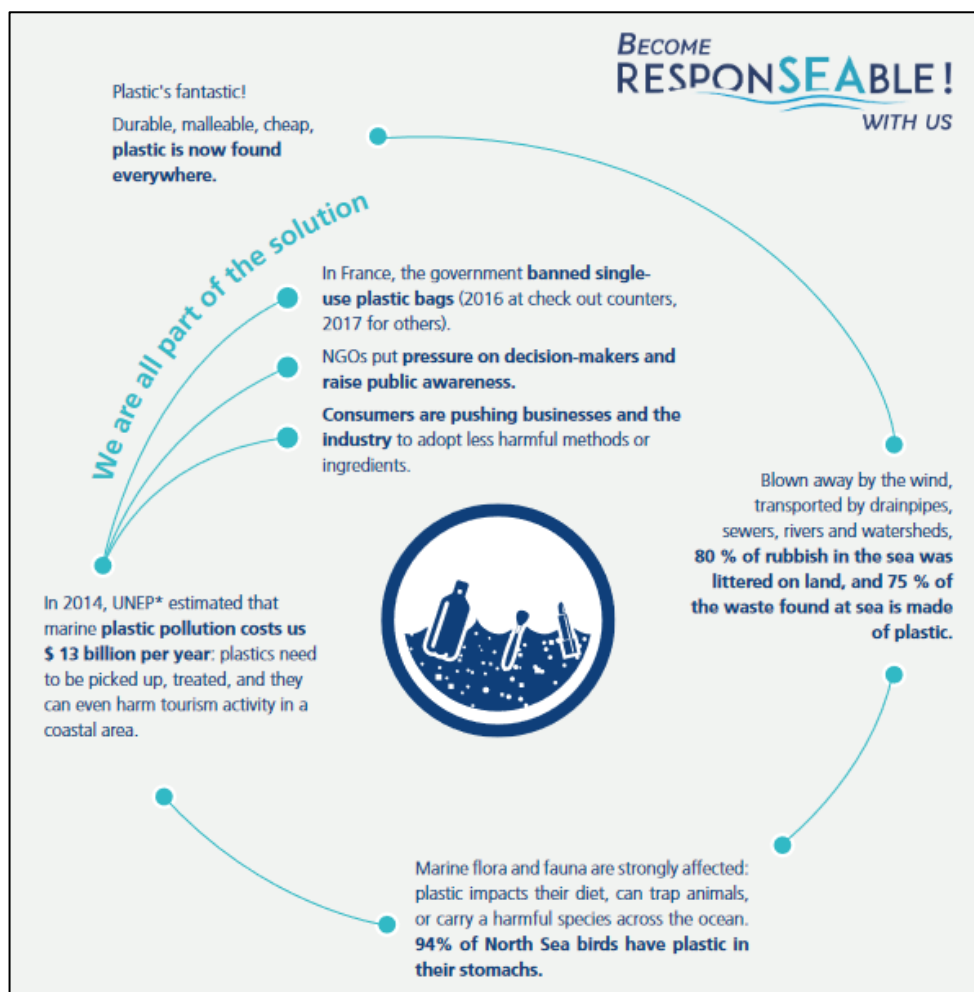 BECOME
RESPONSEABLE!
WITH US
Plastic's fantastic!
Durable, malleable, cheap,
plastic is now found
everywhere.
We are all part of the solution
In France, the government banned single-
use plastic bags (2016 at check out counters,
2017 for others).
NGOs put pressure on decision-makers and
raise public awareness.
Consumers are pushing businesses and the
industry to adopt less harmful methods or
ingredients.
Blown away by the wind,
transported by drainpipes,
sewers, rivers and watersheds,
80 % of rubbish in the sea was
littered on land, and 75 % of
the waste found at sea is made
of plastic.
In 2014, UNEP* estimated that
marine plastic pollution costs us
$ 13 billion per year: plastics need
to be picked up, treated, and they
can even harm tourism activity in a
coastal area.
Marine flora and fauna are strongly affected:
plastic impacts their diet, can trap animals,
or carry a harmful species across the ocean.
94% of North Sea birds have plastic in
their stomachs.